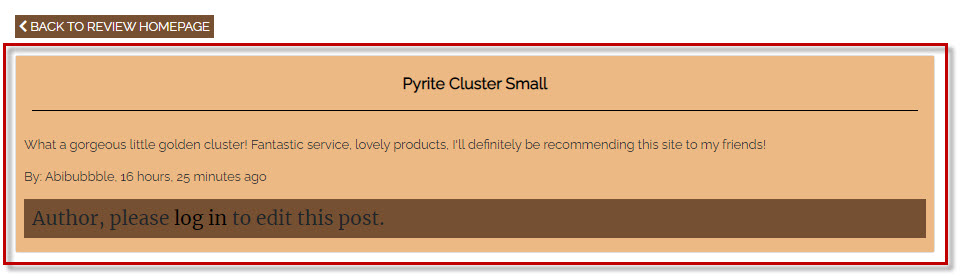 BACK TO REVIEW HOMEPAGE
Pyrite Cluster Small
What a gorgeous little golden cluster! Fantastic service, lovely products, I'll definitely be recommending this site to my friends!
By: Abibubbble, 16 hours, 25 minutes ago
Author, please log in to edit this post.